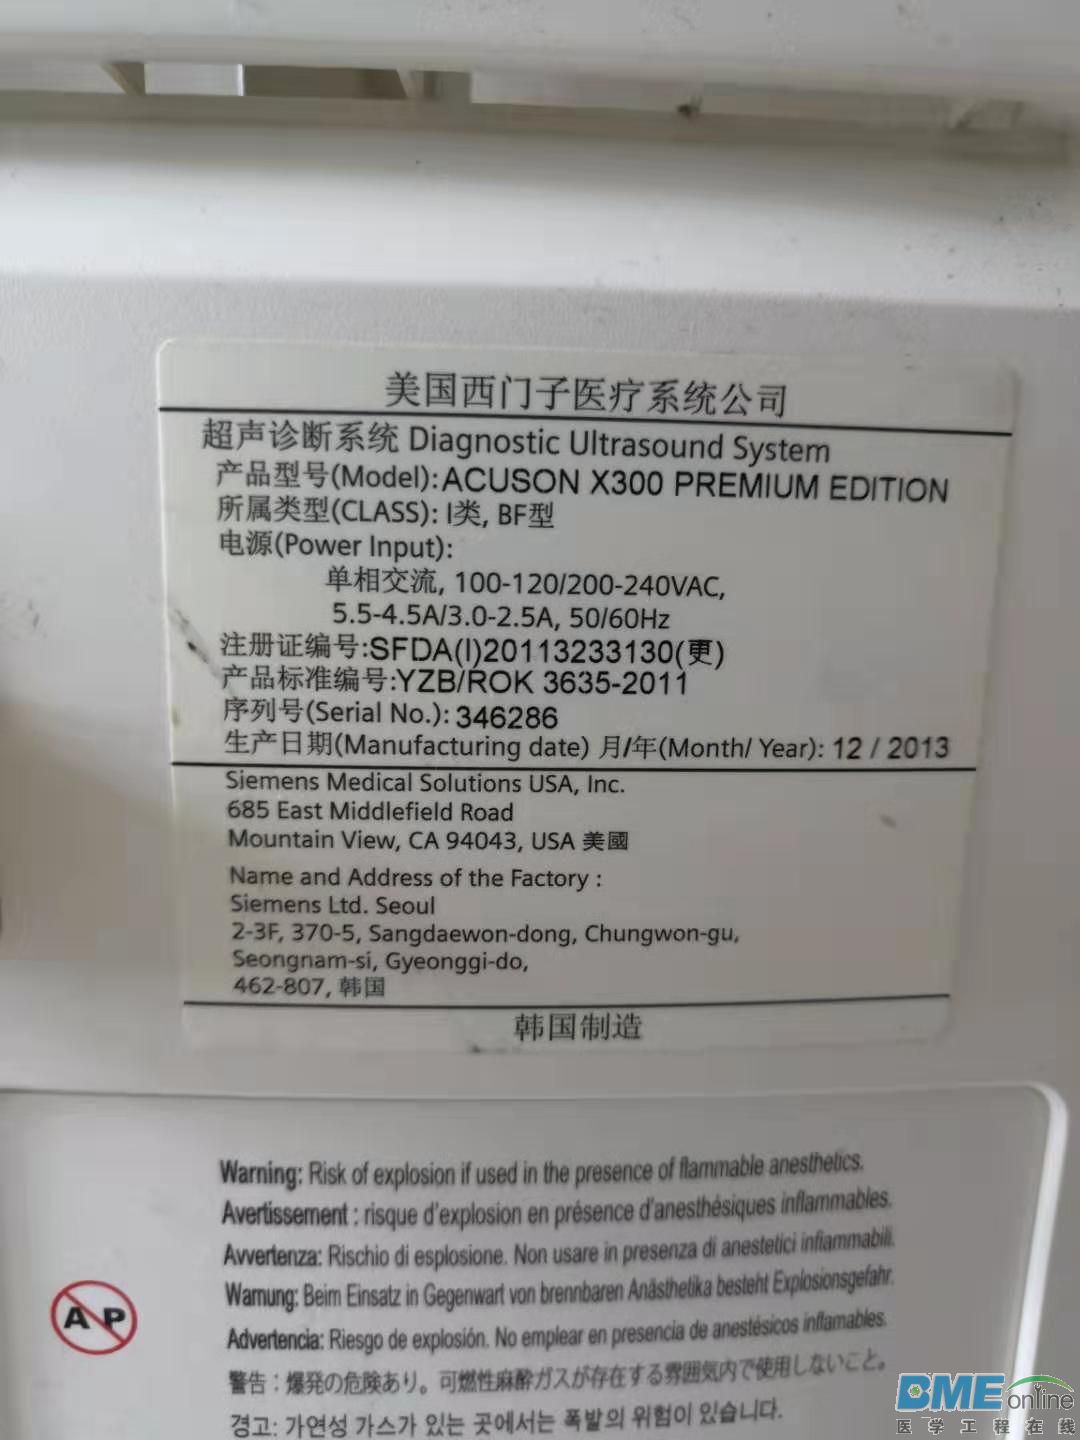 美国西门子医疗系统公司
超声诊断系统 Diagnostic Ultrasound System
产品型号(Model):ACUSON X300 PREMIUM EDITION
所属类型(CLASS): I类, BF型
电源(Power Input):
单相交流, 100-120/200-240VAC,
5.5-4.5A/3.0-2.5A, 50/60Hz
注册证编号:SFDA(I)20113233130(更)
产品标准编号:YZB/ROK 3635-2011
序列号(Serial No.): 346286
生产日期(Manufacturing date) 月/年(Month/ Year): 12 / 2013
Siemens Medical Solutions USA, Inc.
685 East Middlefield Road
Mountain View, CA 94043, USA 美國
Name and Address of the Factory :
Siemens Ltd. Seoul
2-3F, 370-5, Sangdaewon-dong, Chungwon-gu,
Seongnam-si, Gyeonggi-do,
462-807, 韩国
韩国制造
Warning: Risk of explosion if used in the presence of flammable anesthetics.
Avertissement : risque d'explosion en présence d'anesthésiques inflammables.
Avvertenza: Rischio di esplosione. Non usare in presenza di anestetici infiammabili.
Warnung: Beim Einsatz in Gegenwart von brennbaren Anästhetika besteht Explosionsgefahr.
Advertencia: Riesgo de explosión. No emplear en presencia de anestésicos inflamables.
警告：爆発の危険あり。可燃性麻酔ガスが存在する雰囲気内で使用しないこと。
경고: 가연성 가스가 있는 곳에서는 폭발의 위험이 있습니다.
AP
BMEonline
医学工程在线